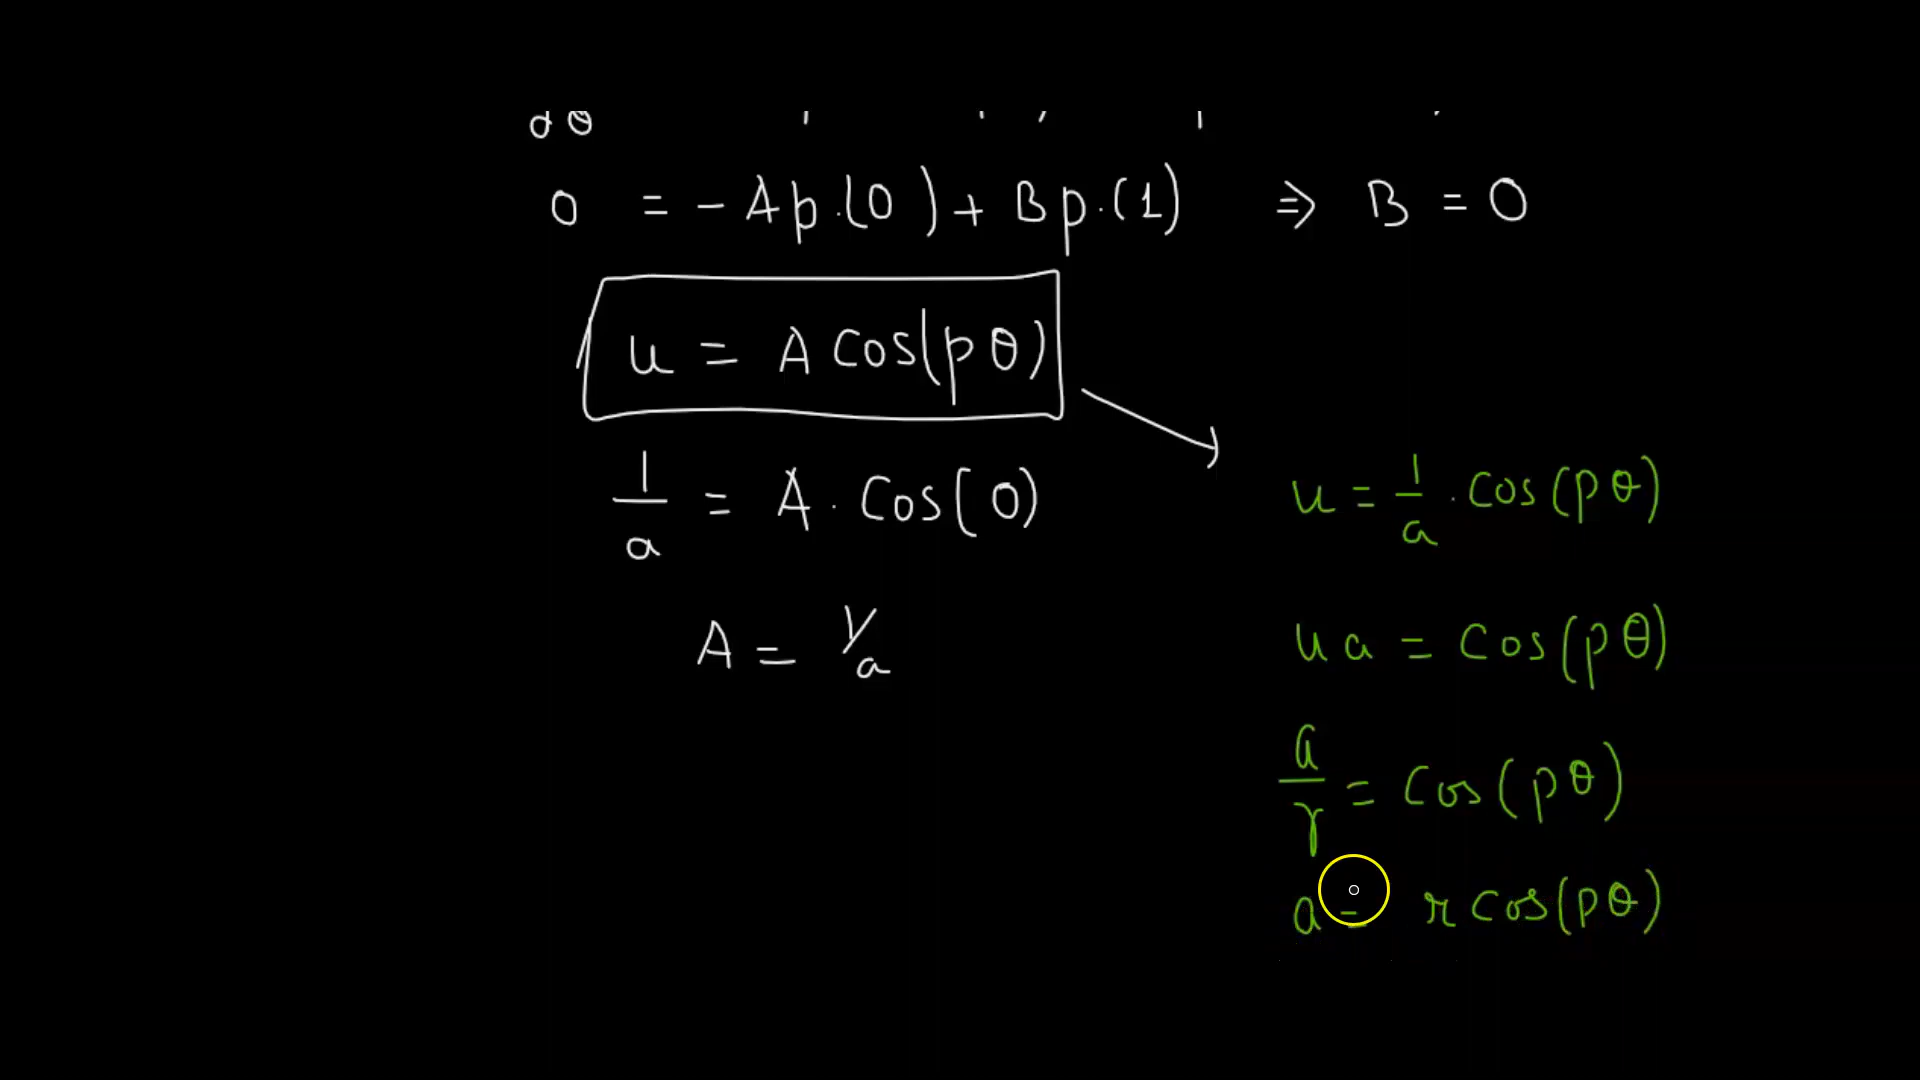 dθ
0 = - Ap.(0) + Bp.(1) ⇒ B = 0
u = A Cos(pθ)
1/a = A . Cos(0)
A = 1/a
u = 1/a . Cos(pθ)
ua = Cos(pθ)
a/r = Cos(pθ)
a = r Cos(pθ)